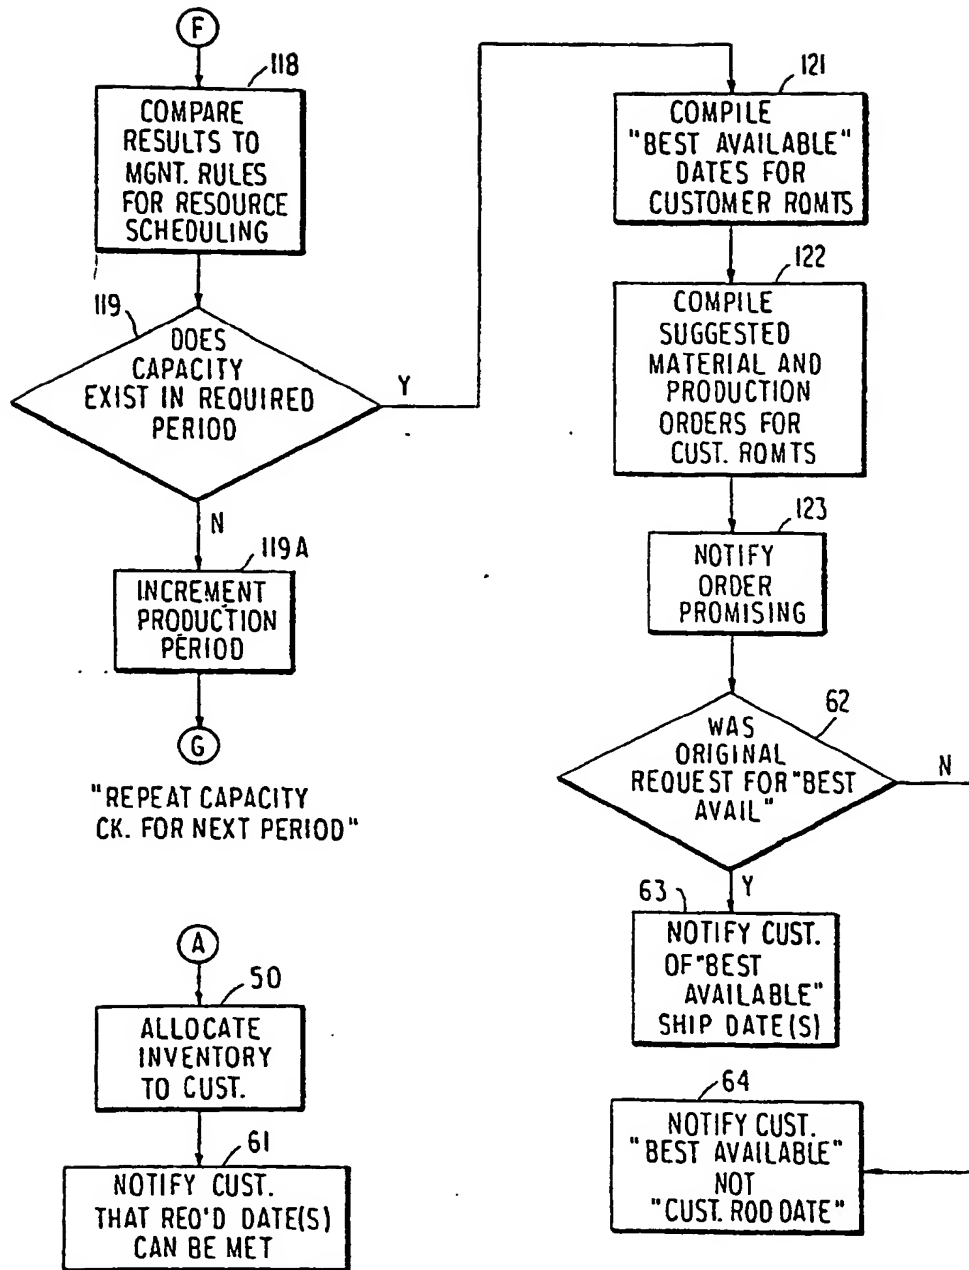 F
118
COMPARE
RESULTS TO
MGNT. RULES
FOR RESOURCE
SCHEDULING
119
DOES
CAPACITY
EXIST IN REQUIRED
PERIOD
Y
N
119A
INCREMENT
PRODUCTION
PERIOD
G
"REPEAT CAPACITY
CK. FOR NEXT PERIOD"
A
50
ALLOCATE
INVENTORY
TO CUST.
61
NOTIFY CUST.
THAT REQ'D DATE(S)
CAN BE MET
121
COMPILE
"BEST AVAILABLE"
DATES FOR
CUSTOMER RQMTS
122
COMPILE
SUGGESTED
MATERIAL AND
PRODUCTION
ORDERS FOR
CUST. RQMTS
123
NOTIFY
ORDER
PROMISING
62
WAS
ORIGINAL
REQUEST FOR "BEST
AVAIL"
N
Y
63
NOTIFY CUST.
OF "BEST
AVAILABLE"
SHIP DATE(S)
64
NOTIFY CUST.
"BEST AVAILABLE"
NOT
"CUST. RQD DATE"